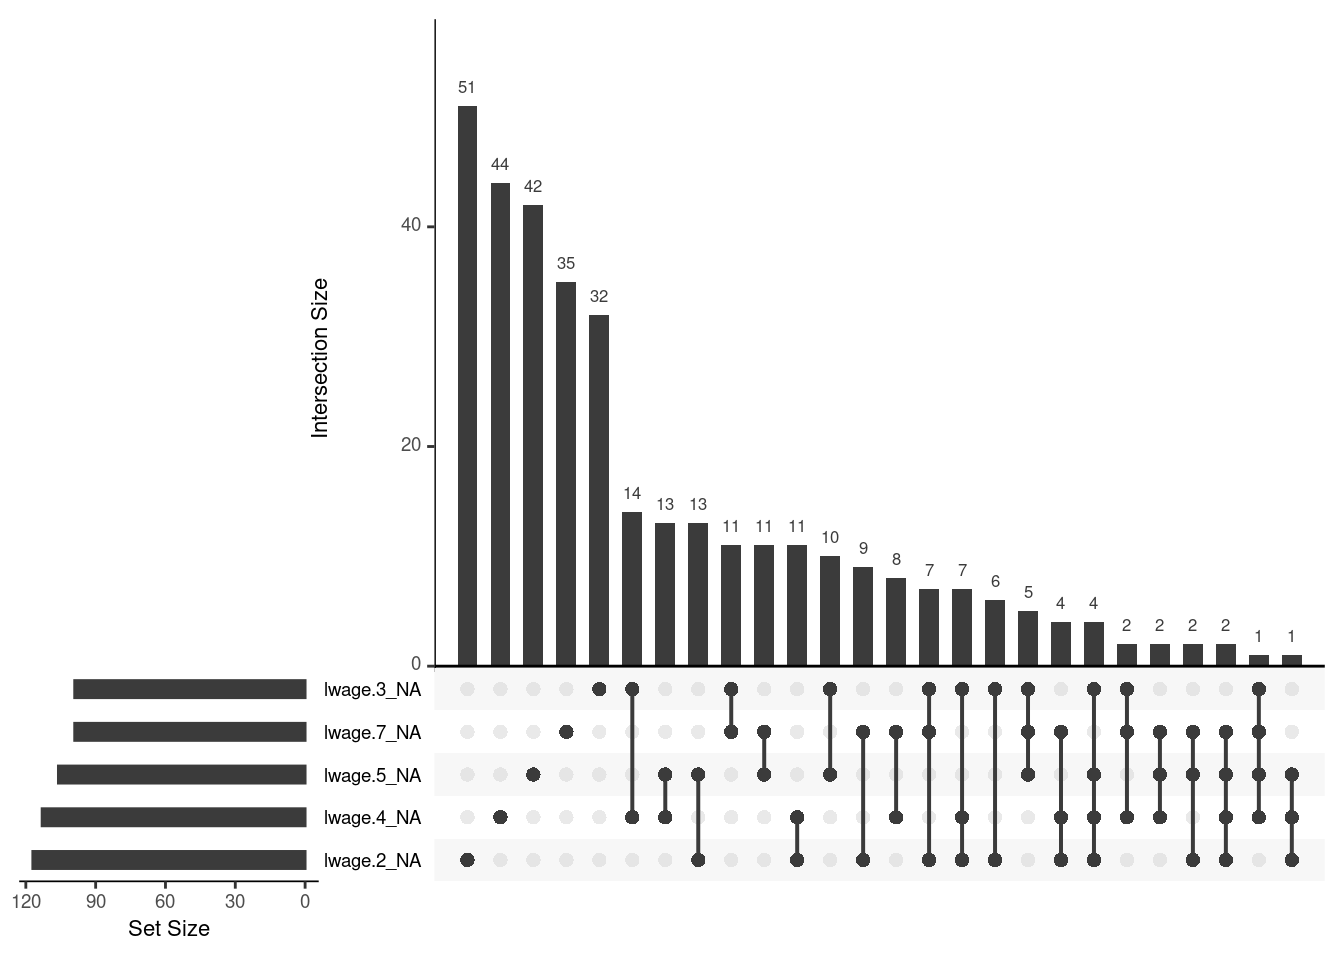 51
44
42
35
32
14
13 13
11 11 11
10
9
8
7 7
6
5
4 4
2 2 2 2
1 1
40
20
0
Intersection Size
lwage.3_NA
lwage.7_NA
lwage.5_NA
lwage.4_NA
lwage.2_NA
120 90 60 30 0
Set Size